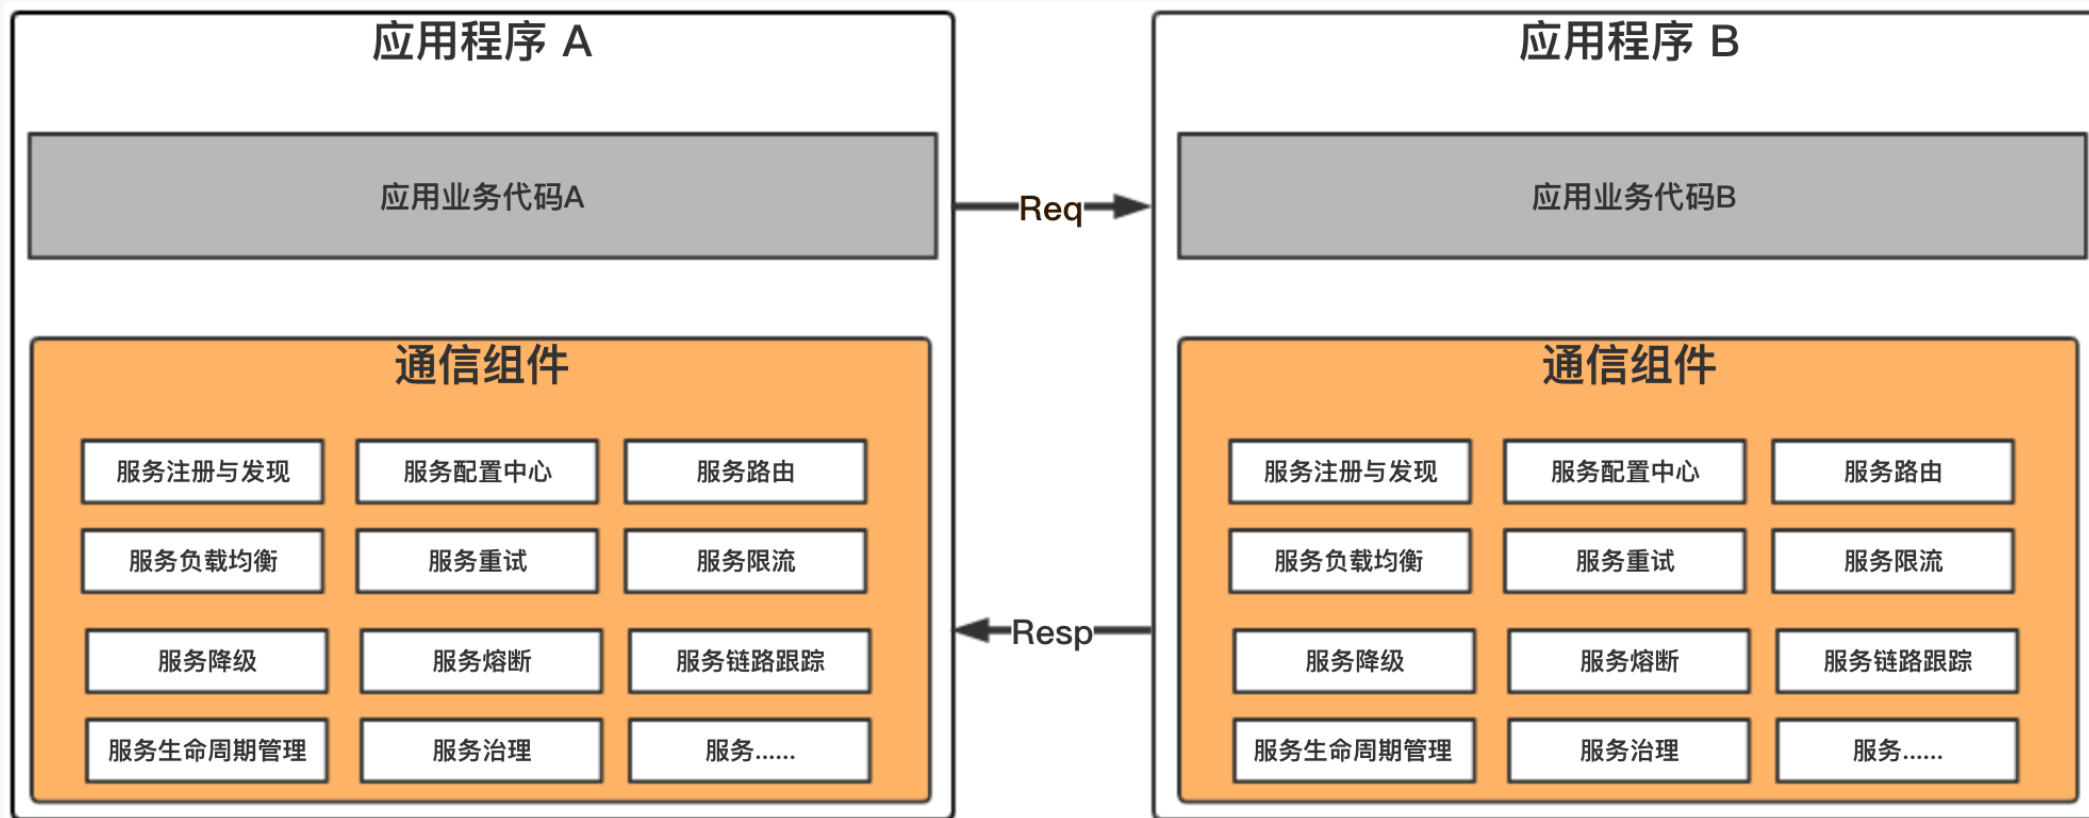 应用程序 A
应用业务代码A
通信组件
服务注册与发现
服务配置中心
服务路由
服务负载均衡
服务重试
服务限流
服务降级
服务熔断
服务链路跟踪
服务生命周期管理
服务治理
服务......
Req
Resp
应用程序 B
应用业务代码B
通信组件
服务注册与发现
服务配置中心
服务路由
服务负载均衡
服务重试
服务限流
服务降级
服务熔断
服务链路跟踪
服务生命周期管理
服务治理
服务......